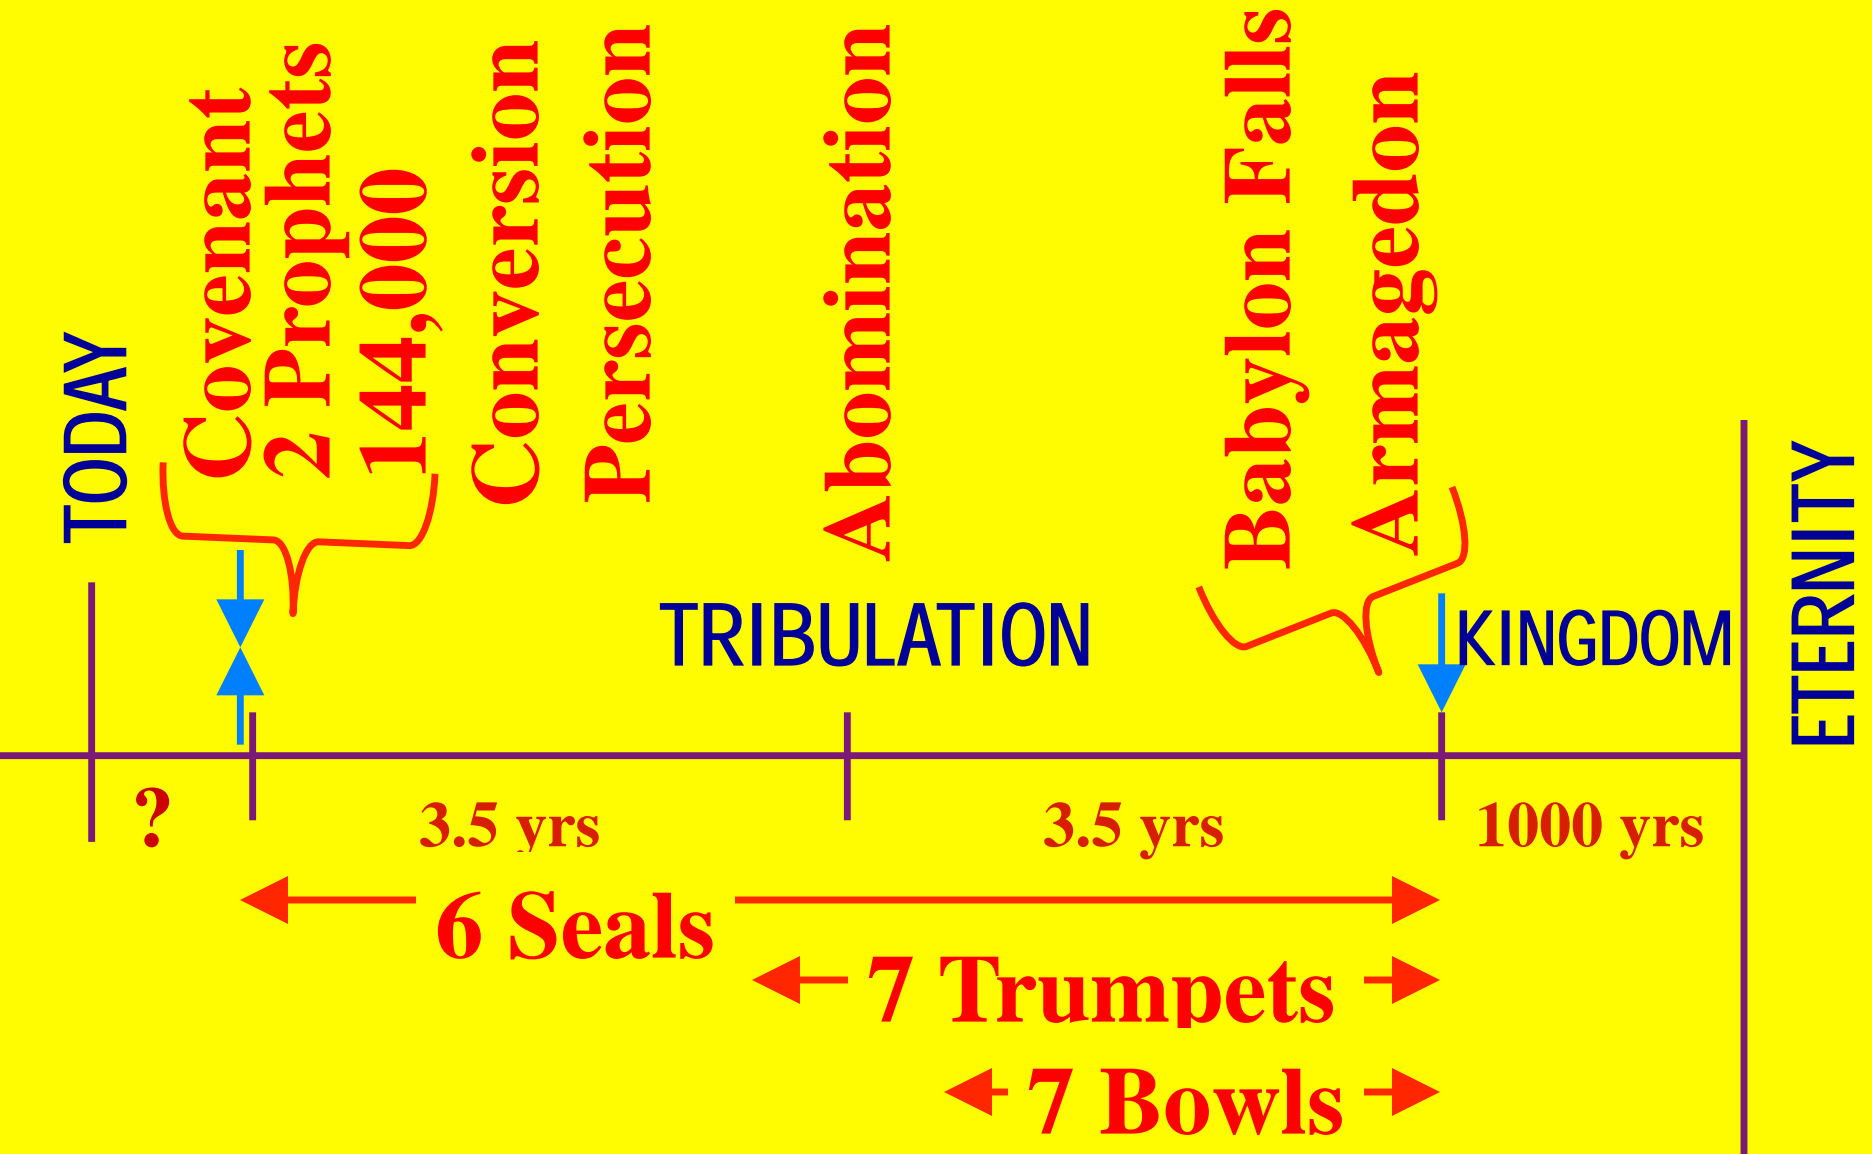 TODAY
Covenant
2 Prophets
144,000
Conversion
Persecution
Abomination
Babylon Falls
Armagedon
TRIBULATION
KINGDOM
ETERNITY
?
3.5 yrs
3.5 yrs
1000 yrs
6 Seals
7 Trumpets
7 Bowls